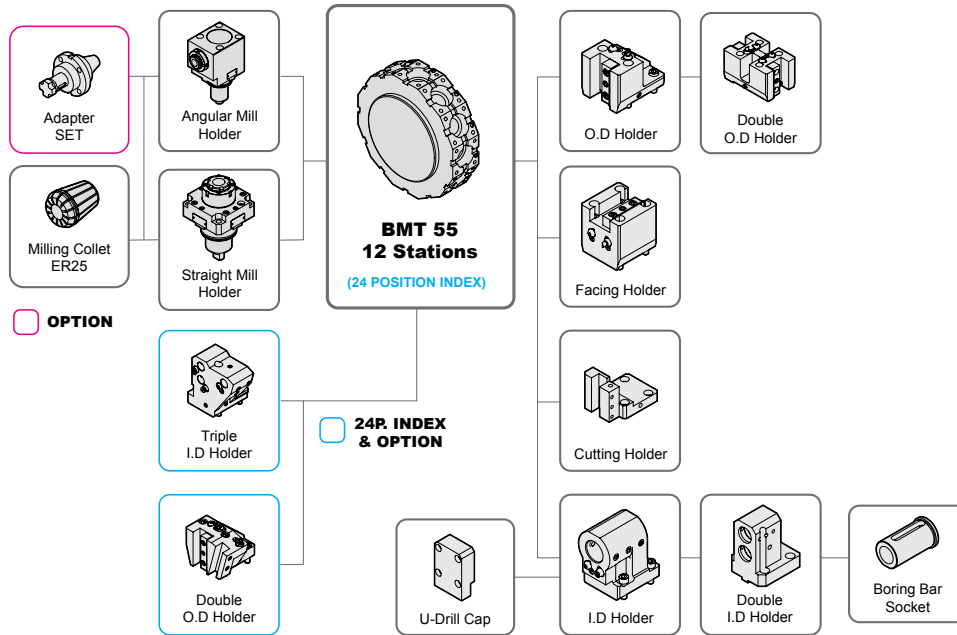 Adapter
SET
Angular Mill
Holder
Milling Collet
ER25
Straight Mill
Holder
OPTION
BMT 55
12 Stations
(24 POSITION INDEX)
O.D Holder
Double
O.D Holder
Facing Holder
Triple
I.D Holder
24P. INDEX
& OPTION
Cutting Holder
Double
O.D Holder
U-Drill Cap
I.D Holder
Double
I.D Holder
Boring Bar
Socket